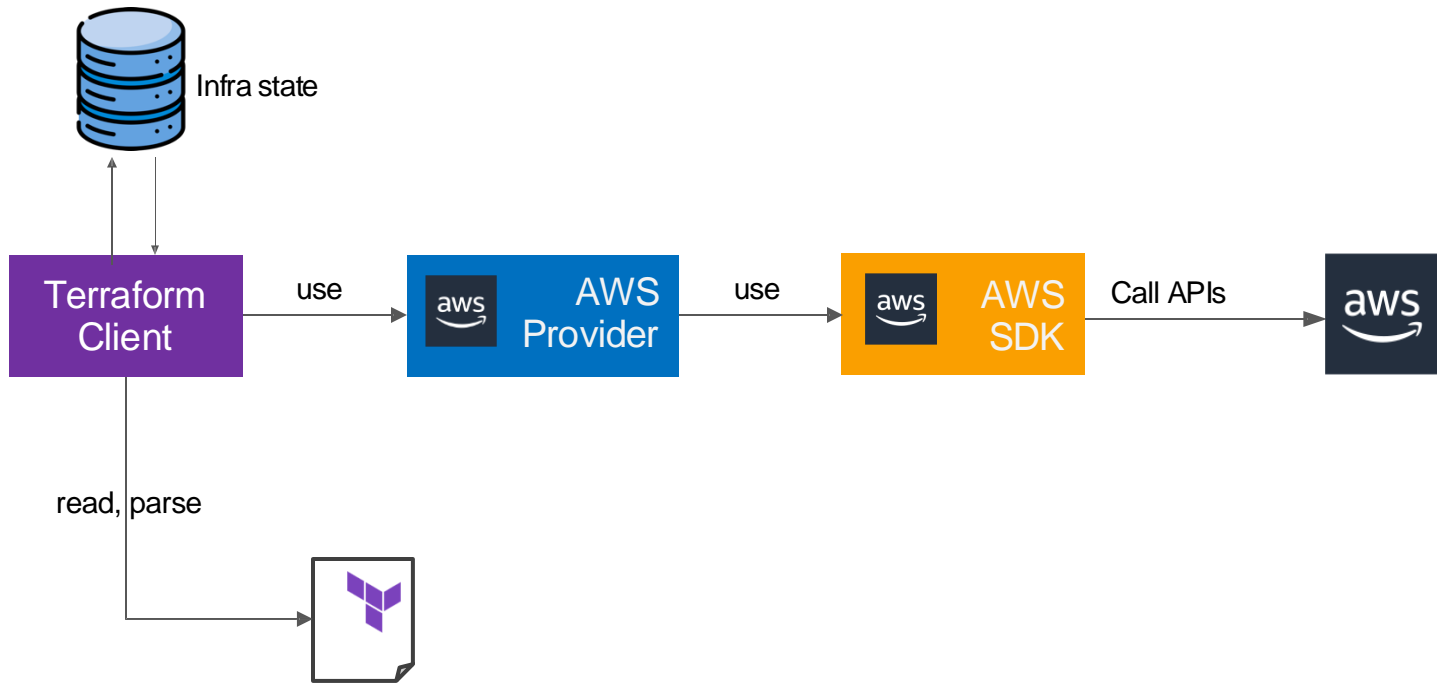 Infra state
Terraform
Client
use
aws
AWS
Provider
use
aws
AWS
SDK
Call APIs
aws
read, parse